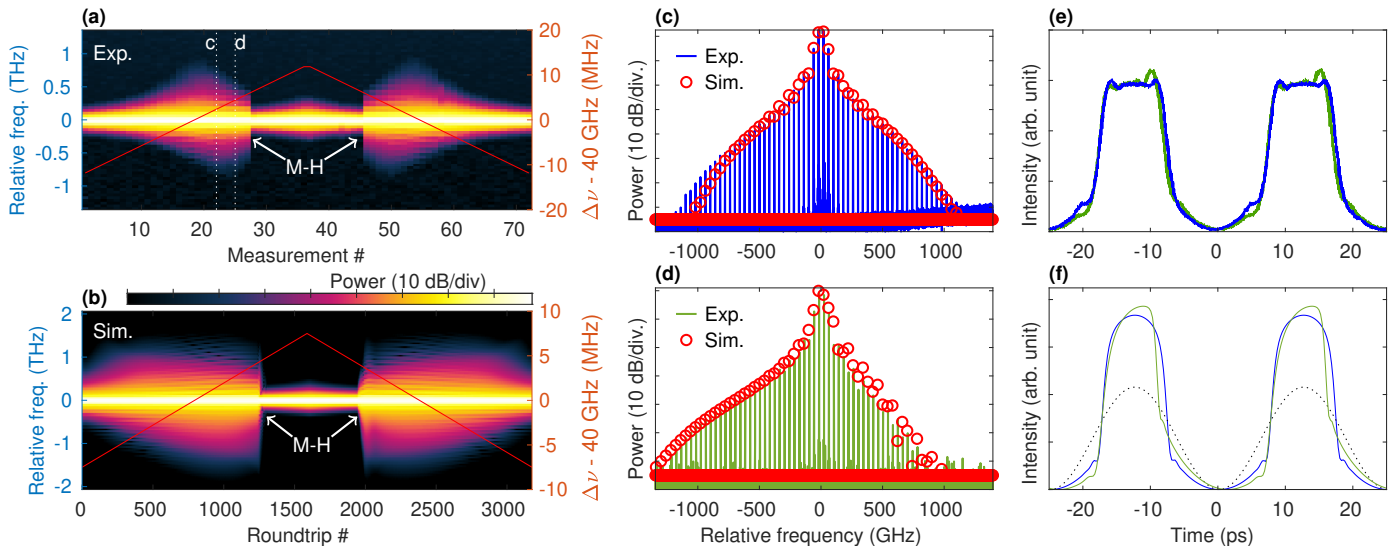 (a)
Exp.
c
d
M-H
Relative freq. (THz)
1
0.5
0
-0.5
-1
20
10
0
-10
-20
Δν - 40 GHz (MHz)
10
20
30
40
50
60
70
Measurement #
(b)
Power (10 dB/div)
Sim.
M-H
Relative freq. (THz)
2
1
0
-1
-2
10
5
0
-5
-10
Δν - 40 GHz (MHz)
0
500
1000
1500
2000
2500
3000
Roundtrip #
(c)
Exp.
Sim.
Power (10 dB/div.)
-1000
-500
0
500
1000
(d)
Exp.
Sim.
Power (10 dB/div.)
-1000
-500
0
500
1000
Relative frequency (GHz)
(e)
Intensity (arb. unit)
-20
-10
0
10
20
(f)
Intensity (arb. unit)
-20
-10
0
10
20
Time (ps)